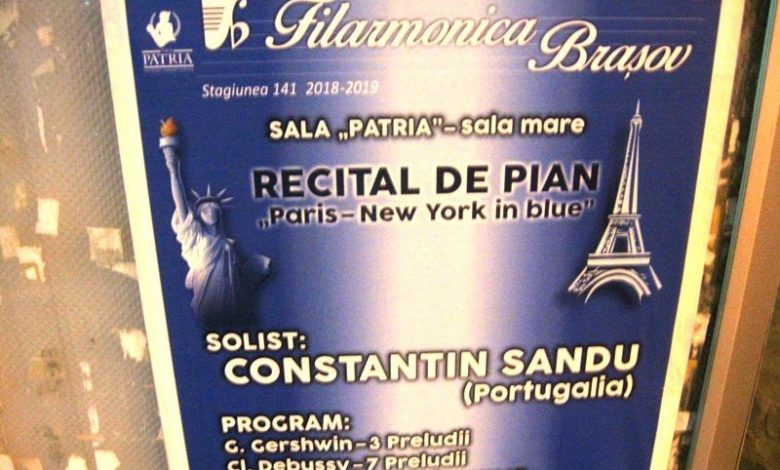 Filarmonica
Brașov
PATRIA
Stagiunea 141 2018-2019
SALA „PATRIA"-sala mare
RECITAL DE PIAN
„Paris-New York in blue"
SOLIST:
CONSTANTIN SANDU
(Portugalia)
PROGRAM:
G. Gershwin-3 Preludii
Cl. Debussy-7 Preludii